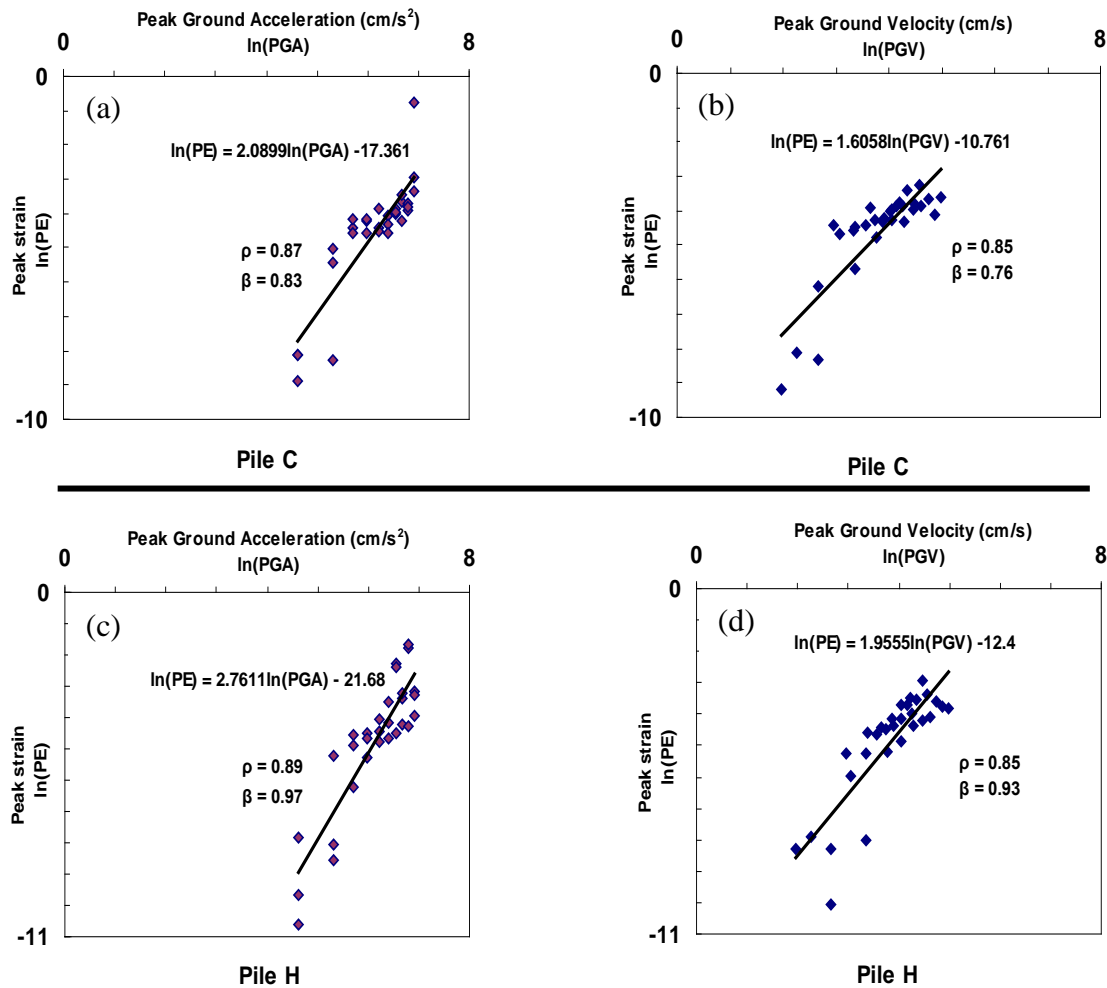 Peak Ground Acceleration (cm/s²)
0 ln(PGA) 8
0
(a)
ln(PE) = 2.0899ln(PGA) -17.361
Peak strain
ln(PE)
ρ = 0.87
β = 0.83
-10
Pile C
Peak Ground Velocity (cm/s)
0 ln(PGV) 8
0
(b)
ln(PE) = 1.6058ln(PGV) -10.761
Peak strain
ln(PE)
ρ = 0.85
β = 0.76
-10
Pile C
Peak Ground Acceleration (cm/s²)
0 ln(PGA) 8
0
(c)
ln(PE) = 2.7611ln(PGA) - 21.68
Peak strain
ln(PE)
ρ = 0.89
β = 0.97
-11
Pile H
Peak Ground Velocity (cm/s)
0 ln(PGV) 8
0
(d)
ln(PE) = 1.9555ln(PGV) -12.4
Peak strain
ln(PE)
ρ = 0.85
β = 0.93
-11
Pile H